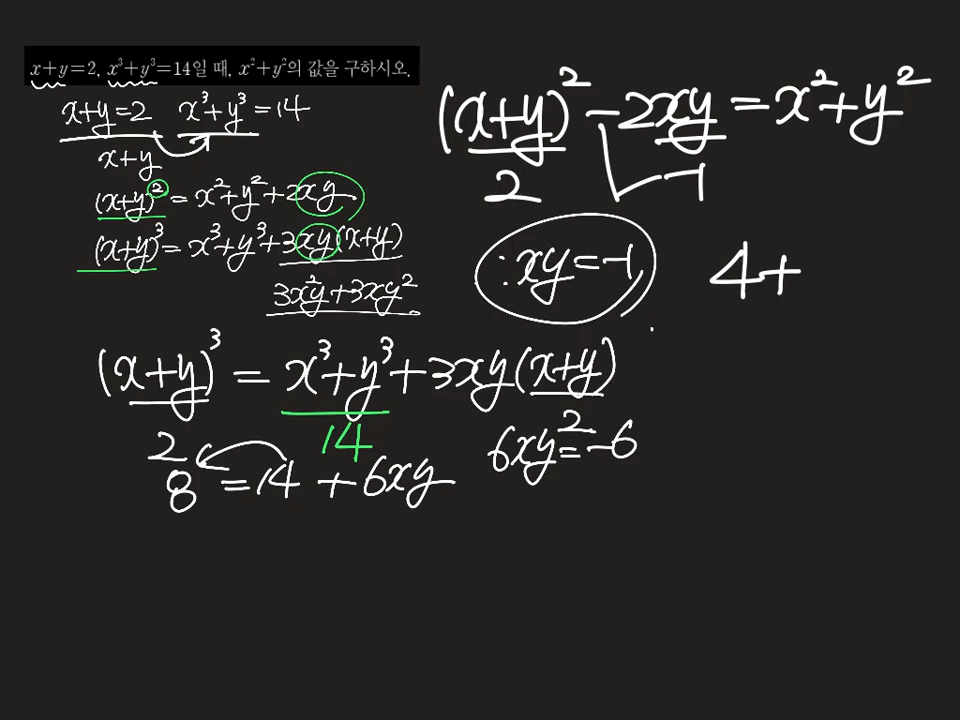 x+y=2, x³+y³=14일 때, x²+y²의 값을 구하시오.
x+y=2 x³+y³=14
x+y
(x+y)²=x²+y²+2xy
(x+y)³=x³+y³+3xy(x+y)
3x²y+3xy²
(x+y)³=x³+y³+3xy(x+y)
2 14 2
8=14+6xy
6xy=-6
(x+y)²-2xy=x²+y²
2 -1
:xy=-1
4+